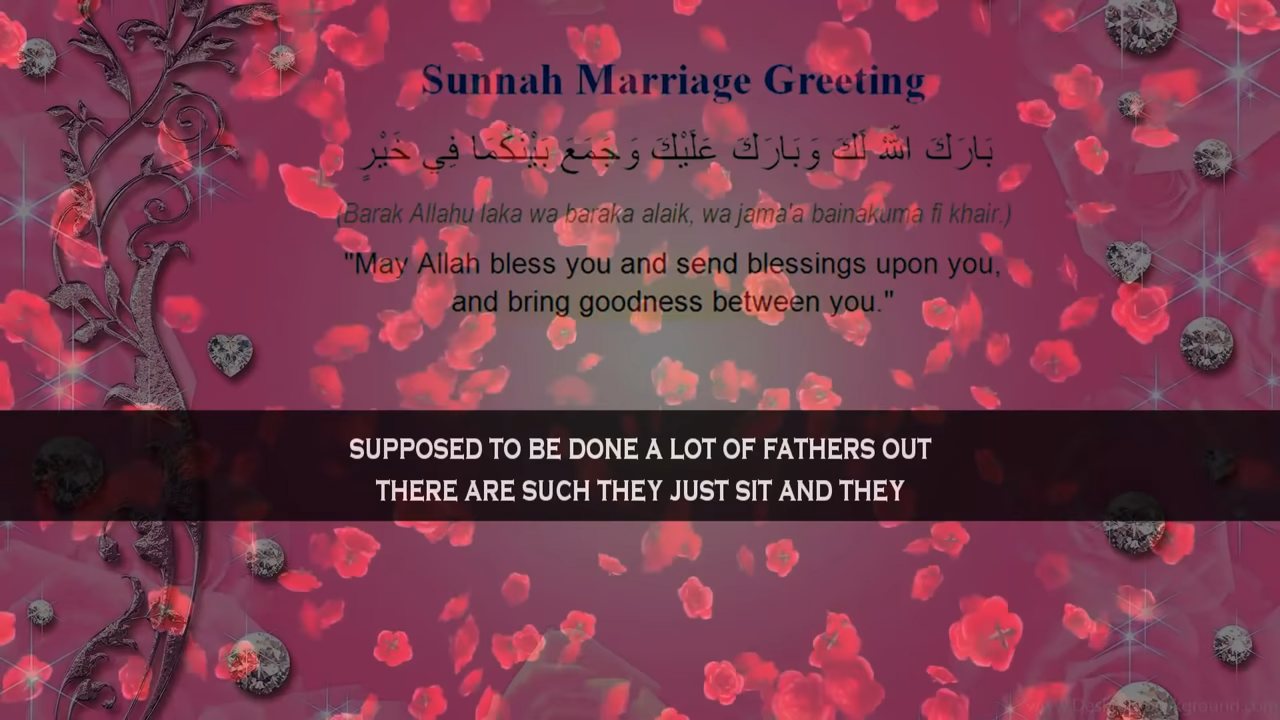 Sunnah Marriage Greeting
بَارَكَ اللهُ لَكَ وَبَارَكَ عَلَيْكَ وَجَمَعَ بَيْنَكُمَا فِي خَيْرٍ
(Barak Allahu laka wa baraka alaik, wa jama'a bainakuma fi khair.)
"May Allah bless you and send blessings upon you,
and bring goodness between you."
SUPPOSED TO BE DONE A LOT OF FATHERS OUT
THERE ARE SUCH THEY JUST SIT AND THEY